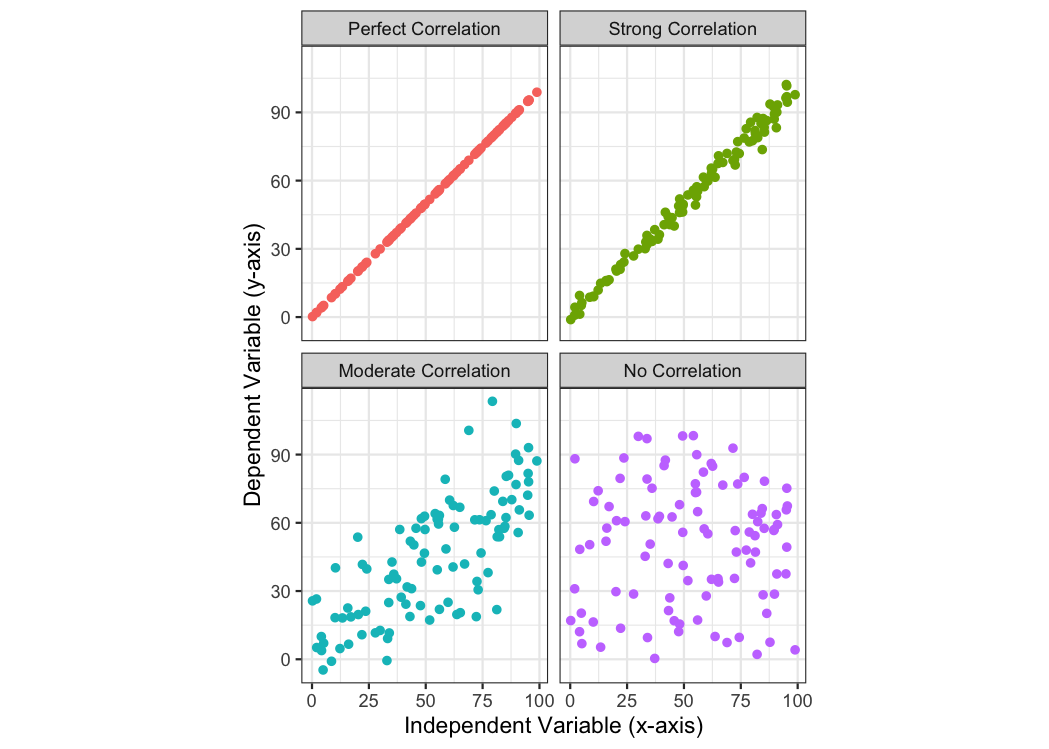 Perfect Correlation
Strong Correlation
90
60
30
0
Moderate Correlation
No Correlation
90
60
30
0
0 25 50 75 100
0 25 50 75 100
Dependent Variable (y-axis)
Independent Variable (x-axis)